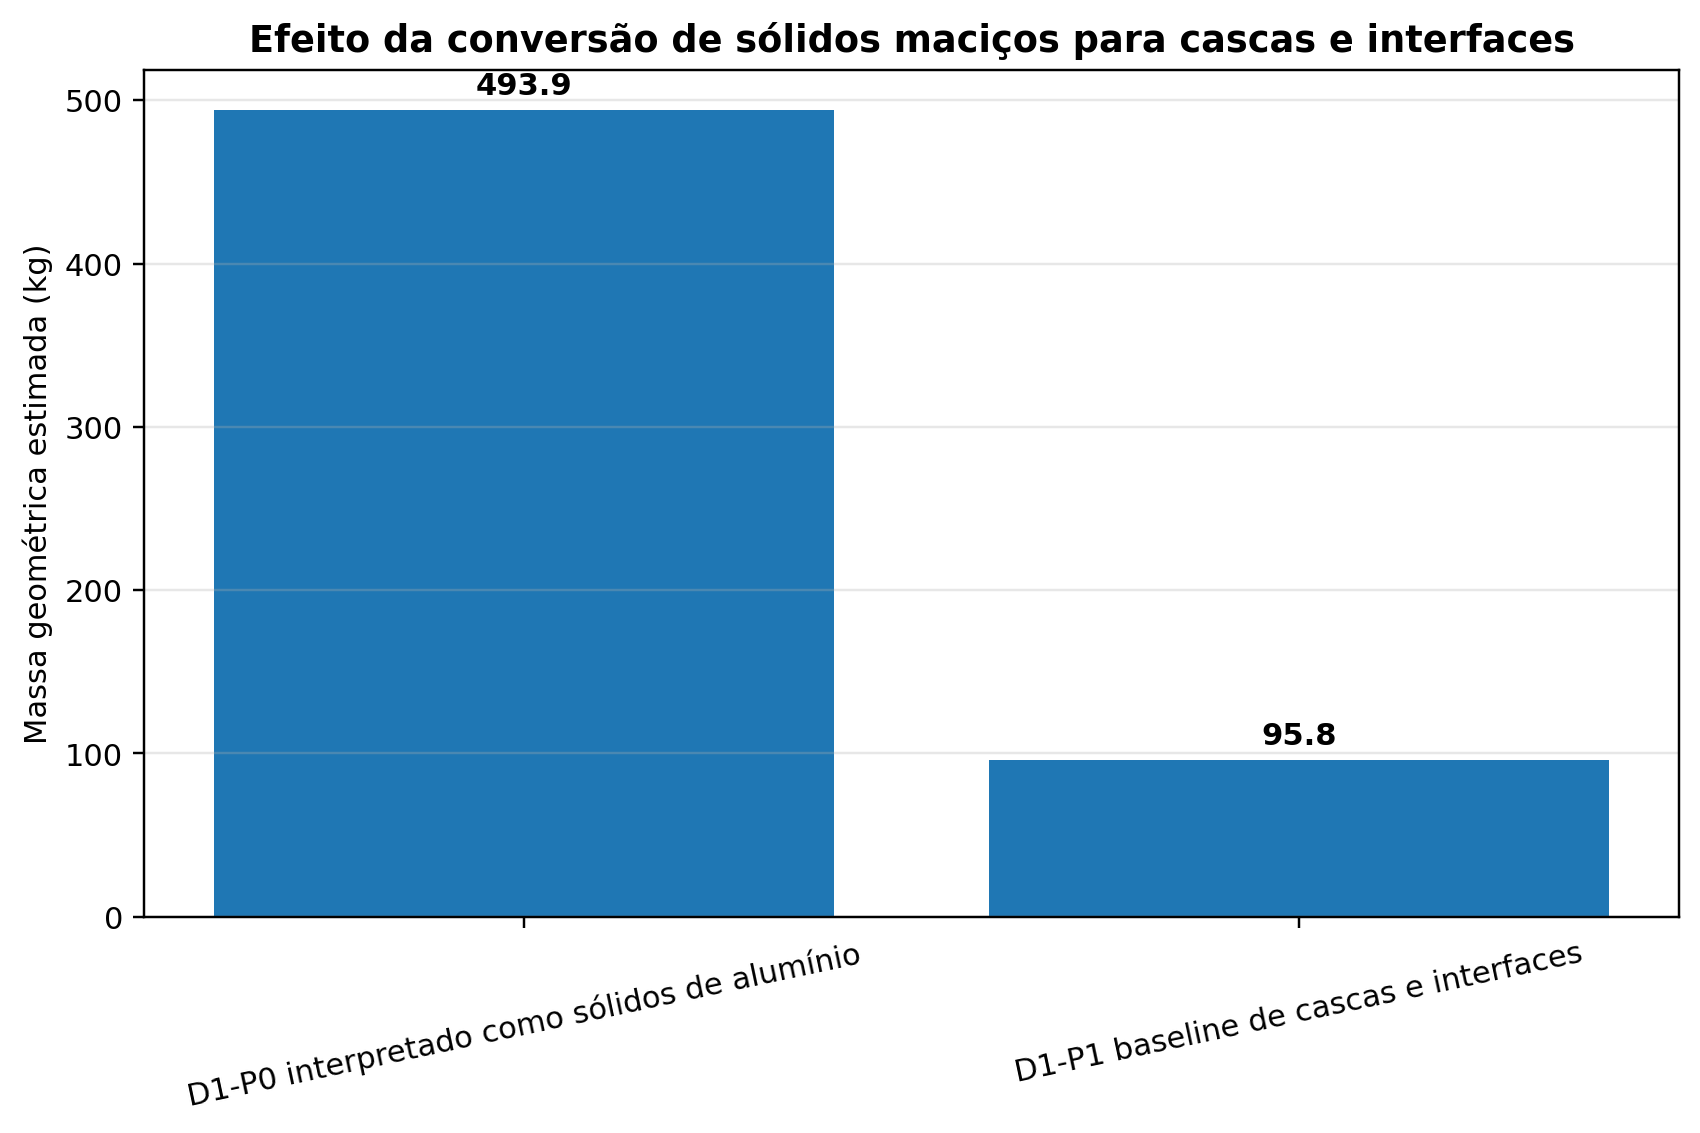 Efeito da conversão de sólidos maciços para cascas e interfaces
493.9
500
400
300
200
100
0
95.8
Massa geométrica estimada (kg)
D1-P0 interpretado como sólidos de alumínio
D1-P1 baseline de cascas e interfaces